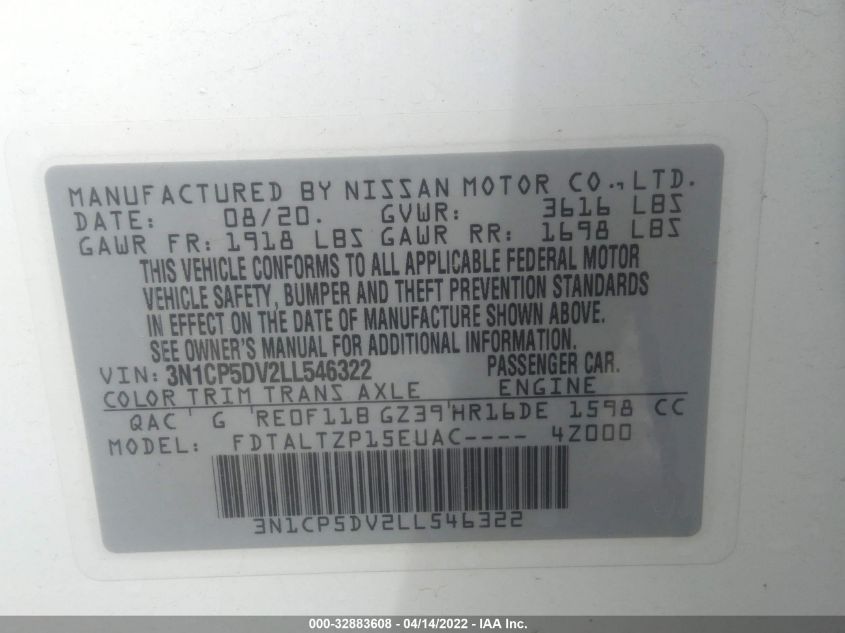 MANUFACTURED BY NISSAN MOTOR CO.,LTD.
DATE: 08/20. GVWR: 3616 LBS
GAWR FR: 1918 LBS GAWR RR: 1698 LBS
THIS VEHICLE CONFORMS TO ALL APPLICABLE FEDERAL MOTOR
VEHICLE SAFETY, BUMPER AND THEFT PREVENTION STANDARDS
IN EFFECT ON THE DATE OF MANUFACTURE SHOWN ABOVE.
SEE OWNER'S MANUAL FOR ADDITIONAL INFORMATION.
VIN: 3N1CP5DV2LL546322 PASSENGER CAR.
COLOR TRIM TRANS AXLE ENGINE
QAC' G 'RE0F11B GZ39'HR16DE 1598 CC
MODEL: FDTALTZP15EUAC---- 4Z000
3N1CP5DV2LL546322
000-32883608 - 04/14/2022 - IAA Inc.